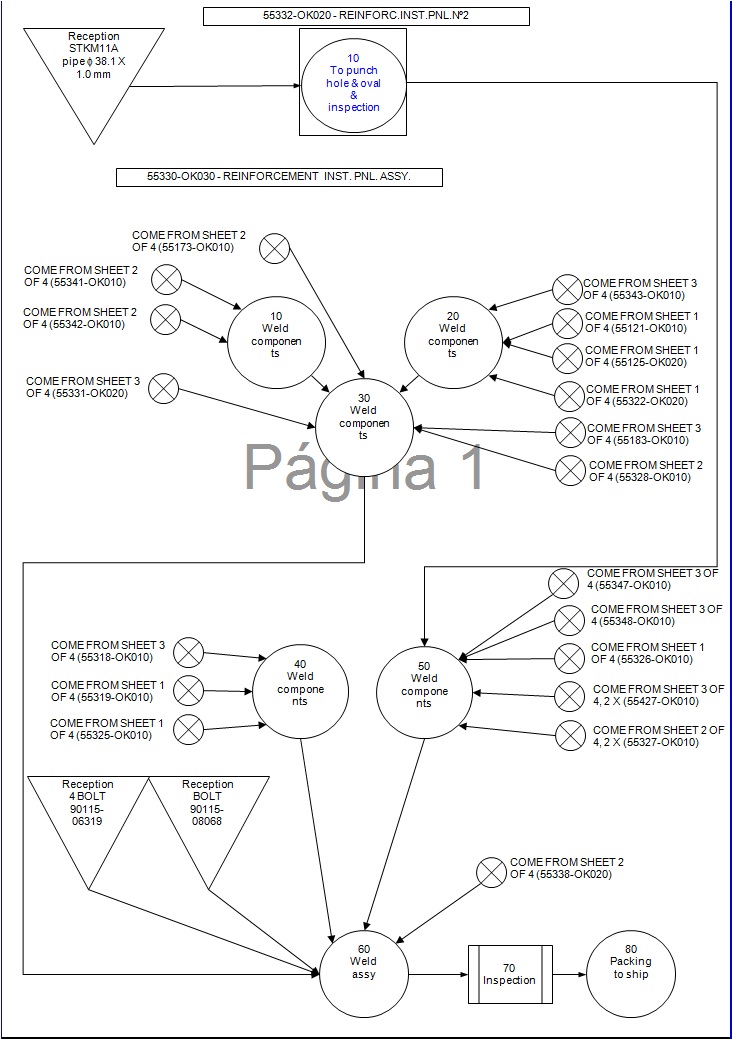 55332-OK020 - REINFORC.INST.PNL.Nº2
Reception
STKM11A
pipe ϕ 38.1 X
1.0 mm
10
To punch
hole & oval
&
inspection
55330-OK030 - REINFORCEMENT INST. PNL. ASSY.
COME FROM SHEET 2
OF 4 (55173-OK010)
COME FROM SHEET 2
OF 4 (55341-OK010)
COME FROM SHEET 2
OF 4 (55342-OK010)
COME FROM SHEET 3
OF 4 (55331-OK020)
10
Weld
componen
ts
20
Weld
componen
ts
30
Weld
componen
ts
COME FROM SHEET 3
OF 4 (55343-OK010)
COME FROM SHEET 1
OF 4 (55121-OK010)
COME FROM SHEET 1
OF 4 (55125-OK020)
COME FROM SHEET 1
OF 4 (55322-OK020)
COME FROM SHEET 3
OF 4 (55183-OK010)
COME FROM SHEET 2
OF 4 (55328-OK010)
Página 1
COME FROM SHEET 3
OF 4 (55318-OK010)
COME FROM SHEET 1
OF 4 (55319-OK010)
COME FROM SHEET 1
OF 4 (55325-OK010)
40
Weld
compone
nts
50
Weld
compone
nts
COME FROM SHEET 3 OF
4 (55347-OK010)
COME FROM SHEET 3 OF
4 (55348-OK010)
COME FROM SHEET 1
OF 4 (55326-OK010)
COME FROM SHEET 3 OF
4, 2 X (55427-OK010)
COME FROM SHEET 2 OF
4, 2 X (55327-OK010)
Reception
4 BOLT
90115-
06319
Reception
BOLT
90115-
08068
COME FROM SHEET 2
OF 4 (55338-OK020)
60
Weld
assy
70
Inspection
80
Packing
to ship